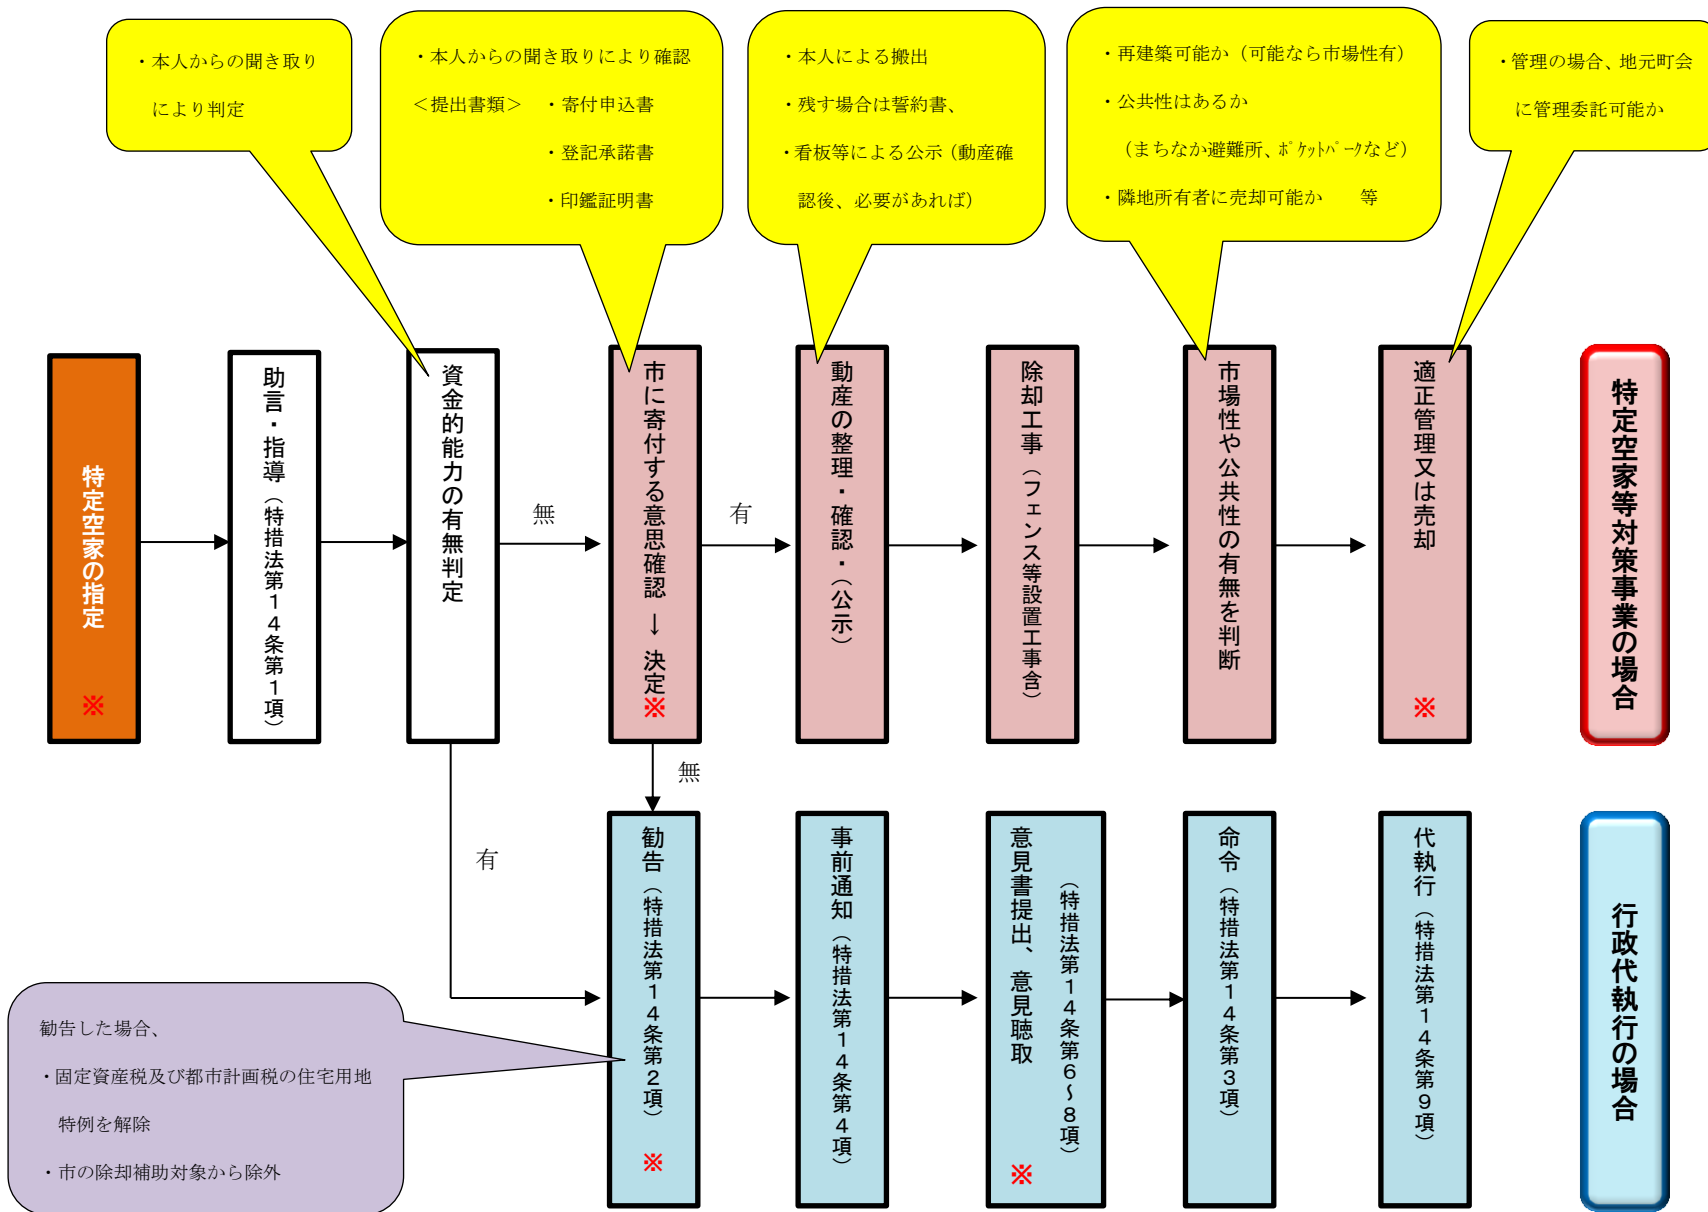 ・本人からの聞き取り
により判定
・本人からの聞き取りにより確認
＜提出書類＞　・寄付申込書
・登記承諾書
・印鑑証明書
・本人による搬出
・残す場合は誓約書、
・看板等による公示（動産確
認後、必要があれば）
・再建築可能か（可能なら市場性有）
・公共性はあるか
（まちなか避難所、ﾎﾟｹｯﾄﾊﾟｰｸなど）
・隣地所有者に売却可能か　等
・管理の場合、地元町会
に管理委託可能か
特定空家の指定　※
助言・指導（特措法第１４条第１項）
資金的能力の有無判定
無
市に寄付する意思確認　→　決定※
有
動産の整理・確認・（公示）
除却工事（フェンス等設置工事含）
市場性や公共性の有無を判断
適正管理又は売却　※
特定空家等対策事業の場合
有
無
勧告（特措法第１４条第２項）　※
事前通知（特措法第１４条第４項）
意見書提出、意見聴取
（特措法第１４条第６～８項）
※
命令（特措法第１４条第３項）
代執行（特措法第１４条第９項）
行政代執行の場合
勧告した場合、
・固定資産税及び都市計画税の住宅用地
特例を解除
・市の除却補助対象から除外